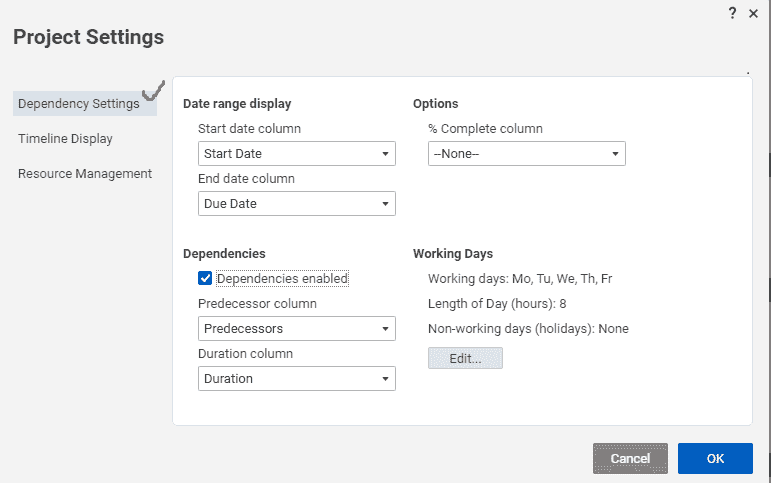 ?
Project Settings
Dependency Settings
Timeline Display
Resource Management
Date range display
Start date column
Start Date
End date column
Due Date
Options
% Complete column
--None--
Dependencies
Dependencies enabled
Predecessor column
Predecessors
Duration column
Duration
Working Days
Working days: Mo, Tu, We, Th, Fr
Length of Day (hours): 8
Non-working days (holidays): None
Edit...
Cancel
OK